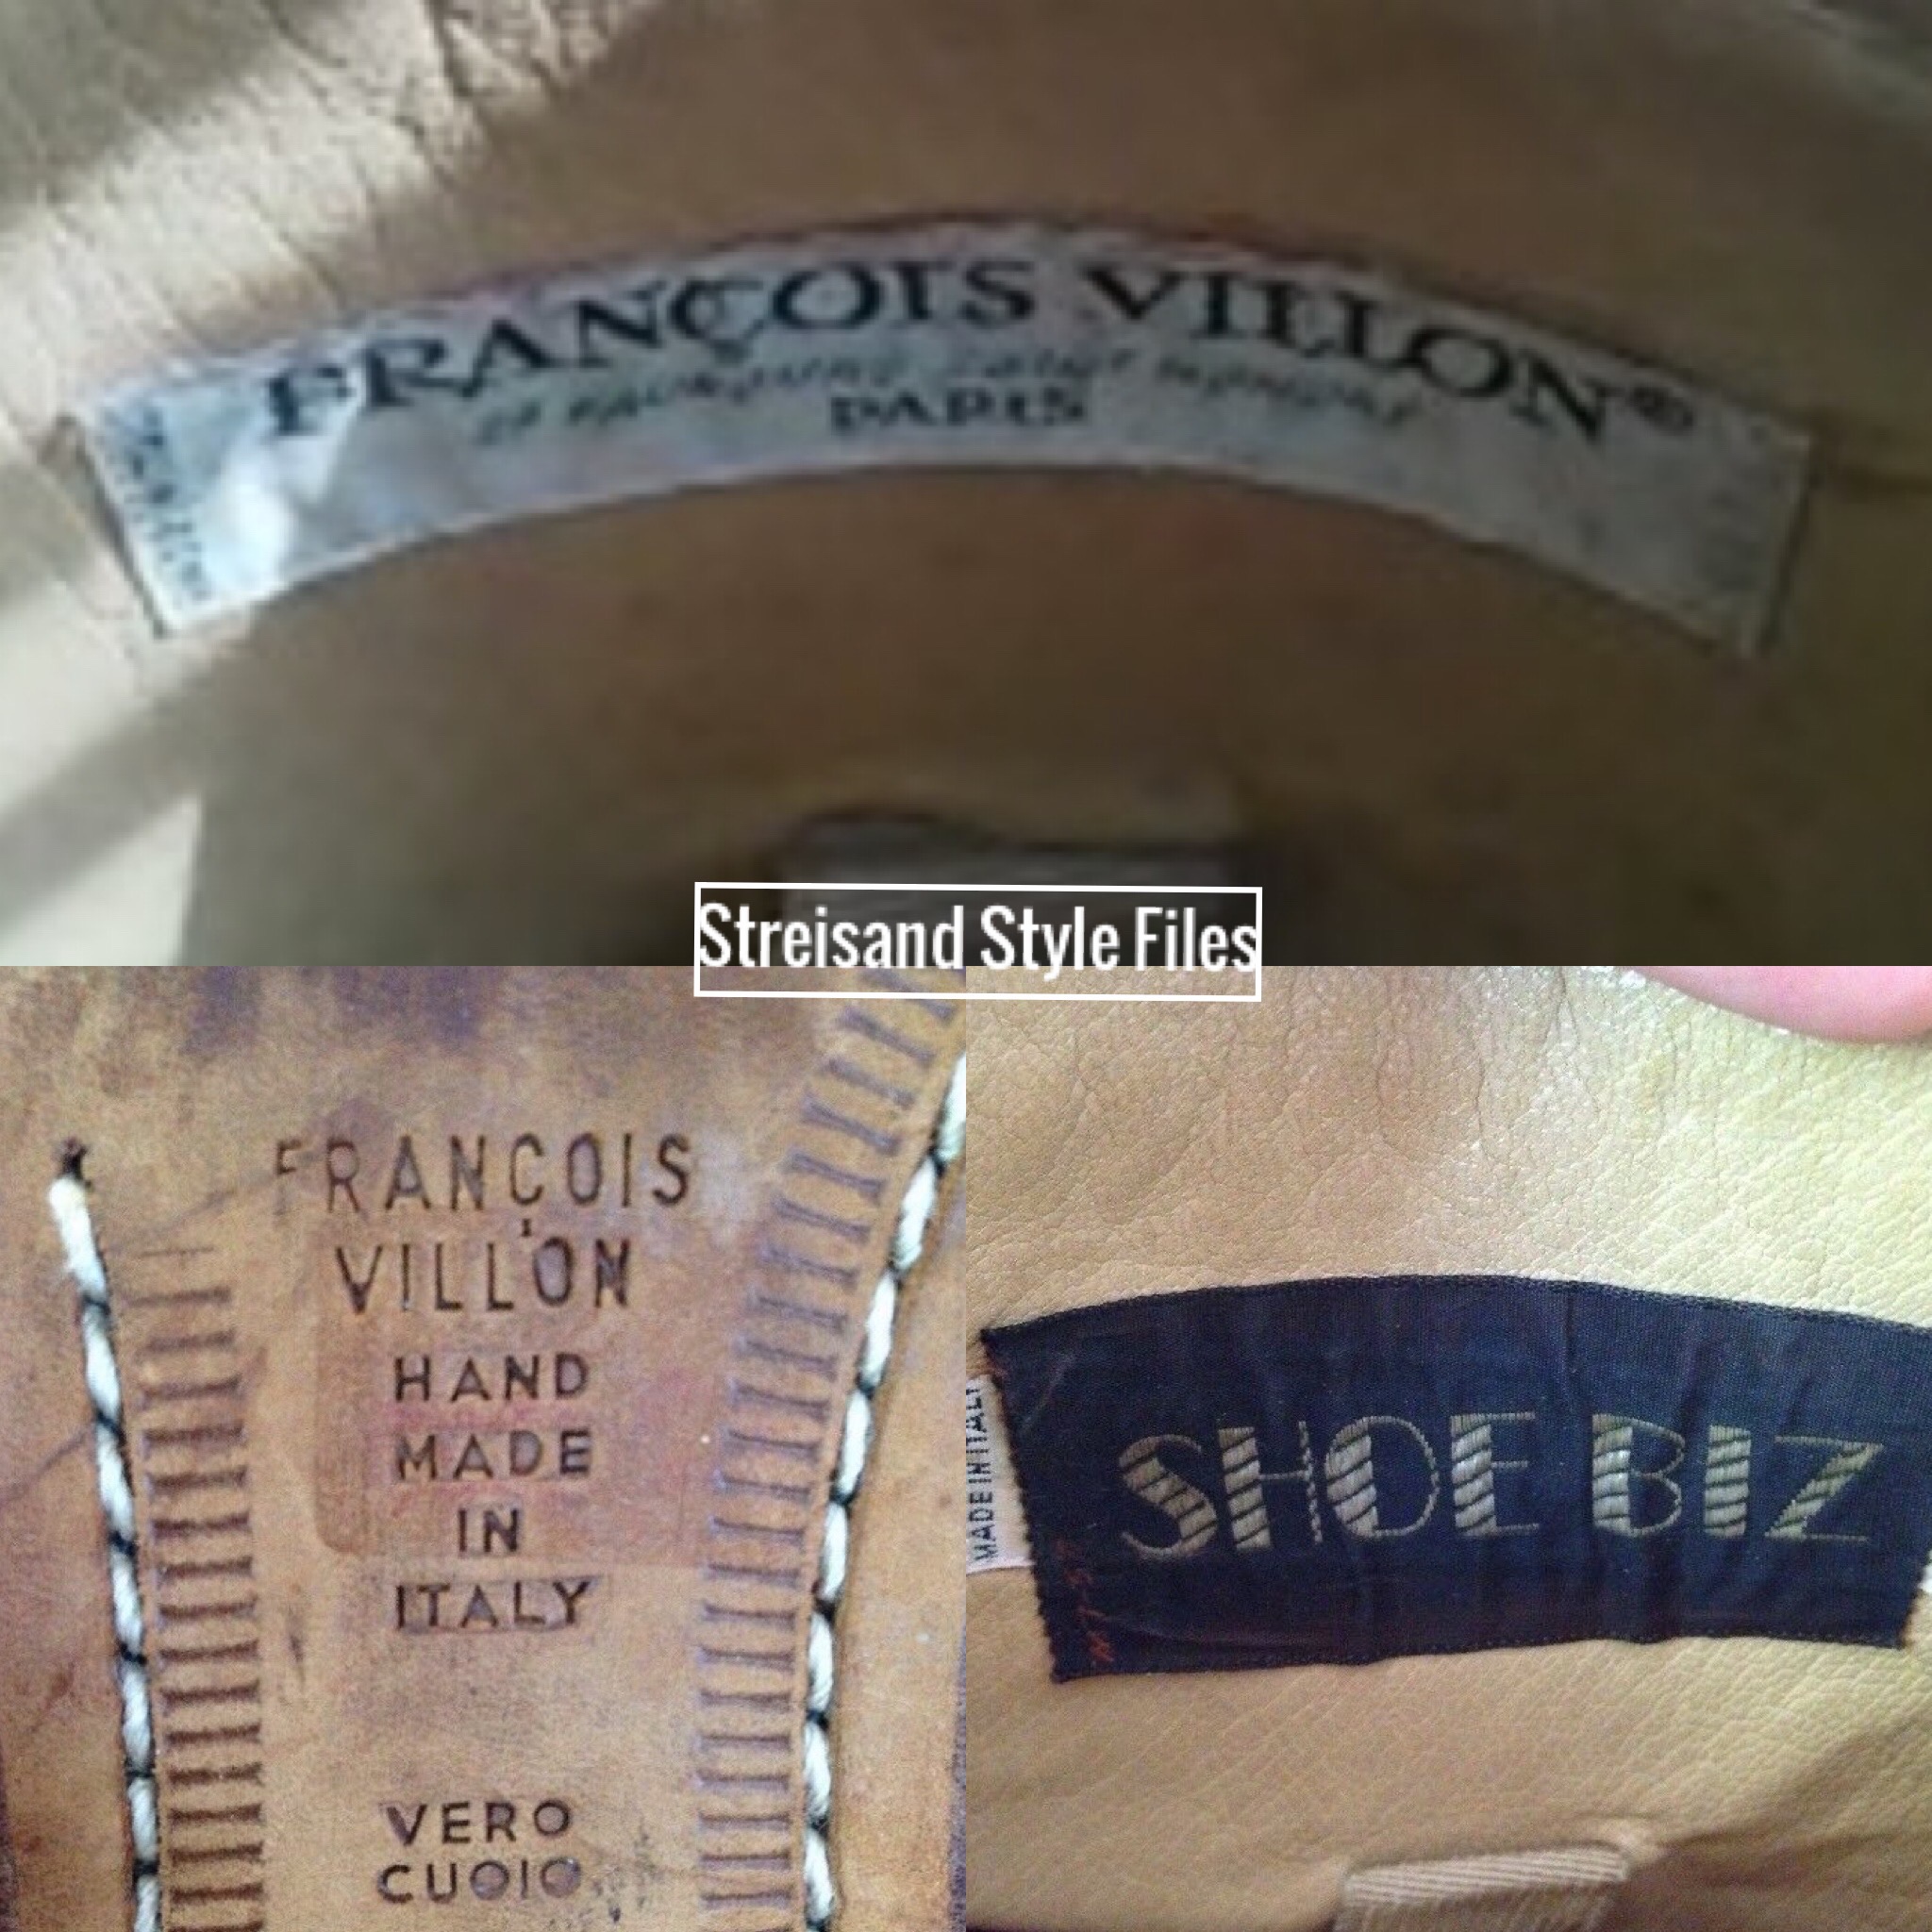 FRANÇOIS VILLON®
PARIS
Streisand Style Files
FRANÇOIS
VILLON
HAND
MADE
IN
ITALY
VERO
CUOIO
MADE IN ITALY
SHOE BIZ